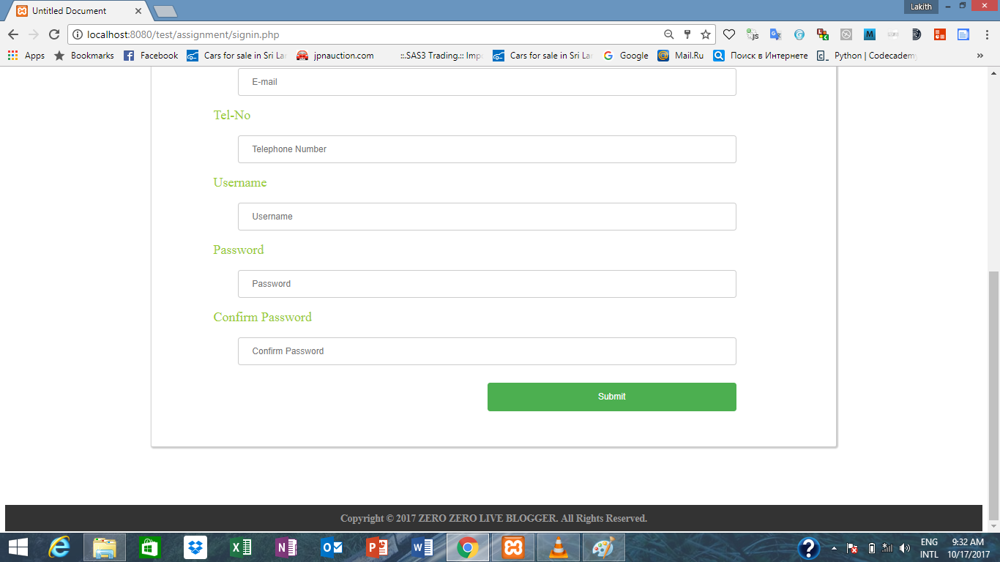 Untitled Document
Lakith
localhost:8080/test/assignment/signin.php
Apps Bookmarks Facebook Cars for sale in Sri La jpnauction.com ::.SAS3 Trading.:: Imp Cars for sale in Sri La Google Mail.Ru Поиск в Интернете Python | Codecademy
E-mail
Tel-No
Telephone Number
Username
Username
Password
Password
Confirm Password
Confirm Password
Submit
Copyright © 2017 ZERO ZERO LIVE BLOGGER. All Rights Reserved.
ENG 9:32 AM
INTL 10/17/2017